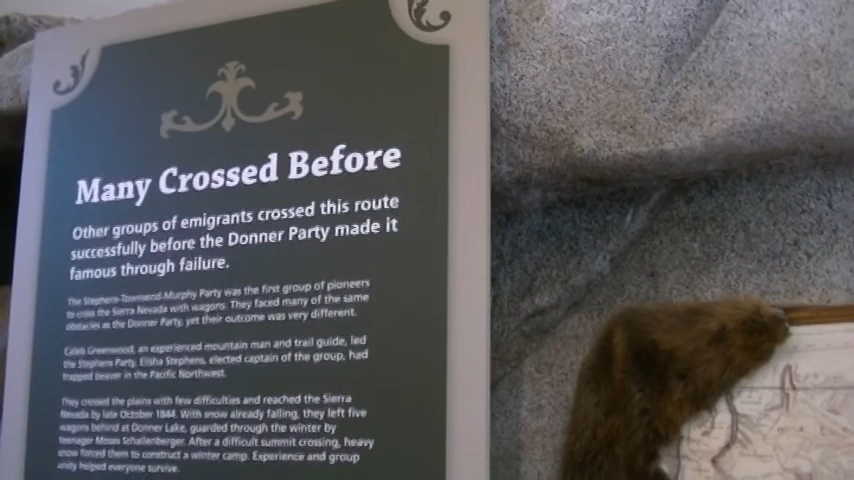 Many Crossed Before
Other groups of emigrants crossed this route
successfully before the Donner Party made it
famous through failure.
The Stephens-Townsend-Murphy Party was the first group of pioneers
to cross the Sierra Nevada with wagons. They faced many of the same
obstacles as the Donner Party, yet their outcome was very different.
Caleb Greenwood, an experienced mountain man and trail guide, led
the Stephens Party. Elisha Stephens, elected captain of the group, had
trapped beaver in the Pacific Northwest.
They crossed the plains with few difficulties and reached the Sierra
Nevada by late October 1844. With snow already falling, they left five
wagons behind at Donner Lake, guarded through the winter by
teenager Moses Schallenberger. After a difficult summit crossing, heavy
snow forced them to construct a winter camp. Experience and group
unity helped everyone survive.